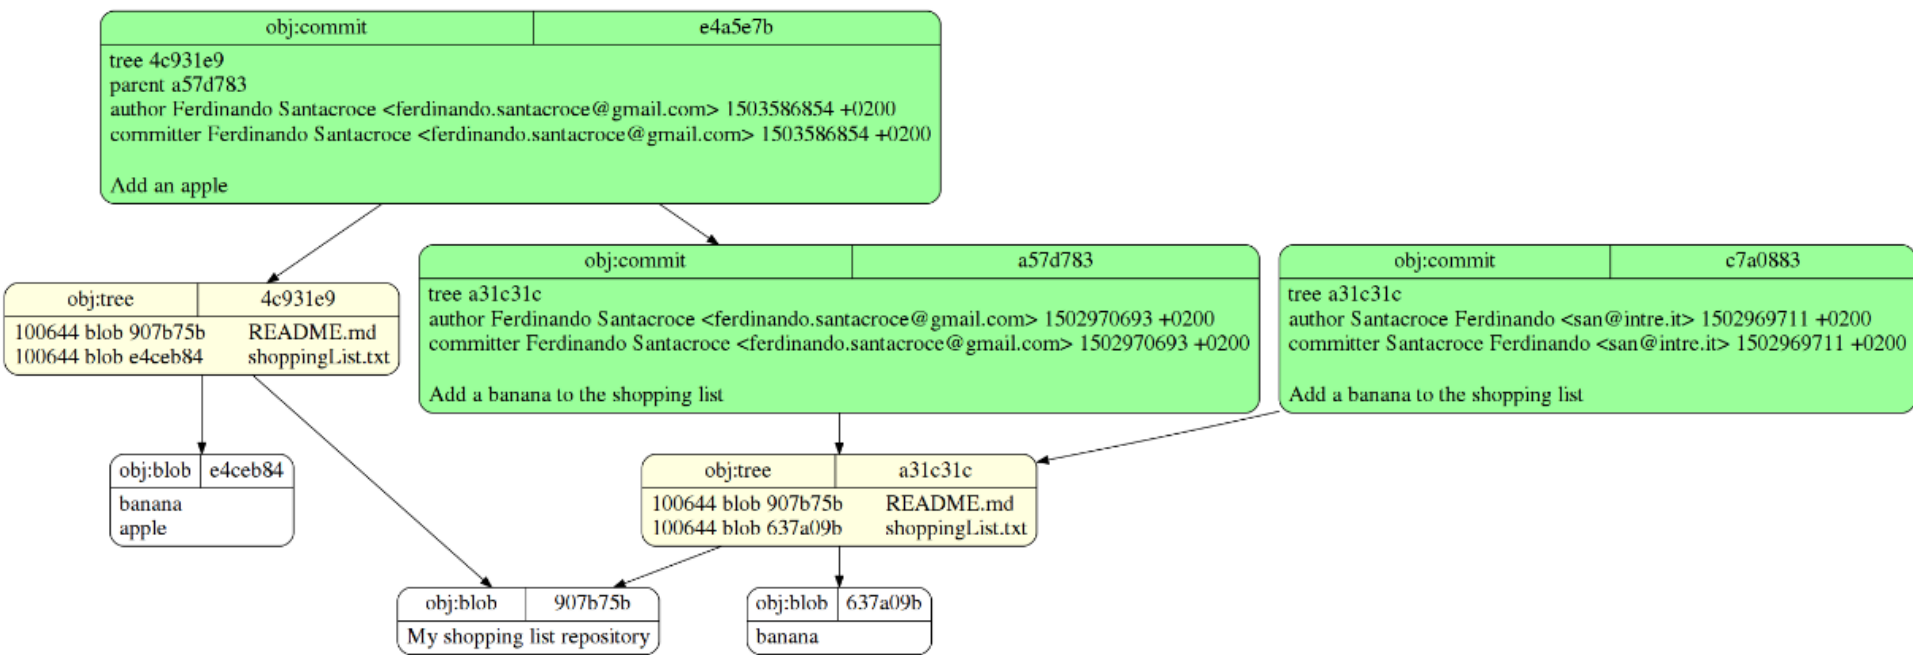 obj:commit e4a5e7b
tree 4c931e9
parent a57d783
author Ferdinando Santacroce <ferdinando.santacroce@gmail.com> 1503586854 +0200
committer Ferdinando Santacroce <ferdinando.santacroce@gmail.com> 1503586854 +0200
Add an apple
obj:commit a57d783
tree a31c31c
author Ferdinando Santacroce <ferdinando.santacroce@gmail.com> 1502970693 +0200
committer Ferdinando Santacroce <ferdinando.santacroce@gmail.com> 1502970693 +0200
Add a banana to the shopping list
obj:commit c7a0883
tree a31c31c
author Santacroce Ferdinando <san@intre.it> 1502969711 +0200
committer Santacroce Ferdinando <san@intre.it> 1502969711 +0200
Add a banana to the shopping list
obj:tree 4c931e9
100644 blob 907b75b README.md
100644 blob e4ceb84 shoppingList.txt
obj:blob e4ceb84
banana
apple
obj:tree a31c31c
100644 blob 907b75b README.md
100644 blob 637a09b shoppingList.txt
obj:blob 907b75b
My shopping list repository
obj:blob 637a09b
banana